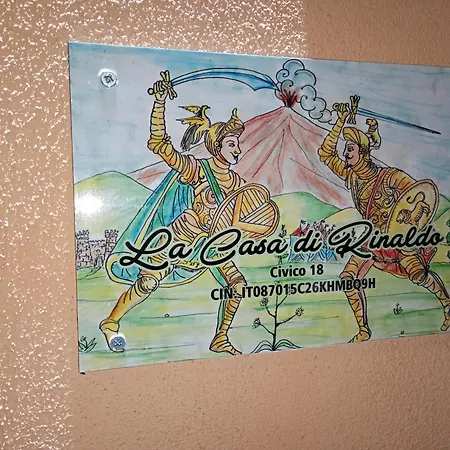 La Casa di Rinaldo
Civico 18
CIN: IT087015C26KHMBQ9H